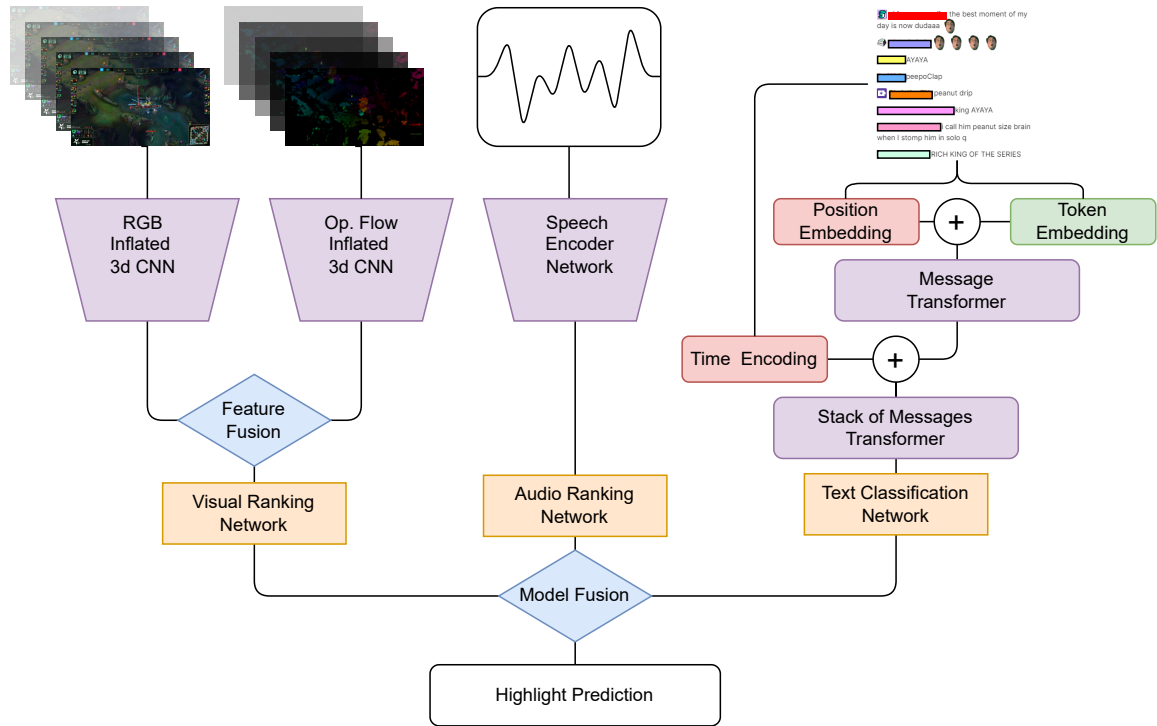 the best moment of my
day is now dudaaa
AYAYA
peepoClap
peanut drip
king AYAYA
call him peanut size brain
when I stomp him in solo q
RICH KING OF THE SERIES
RGB
Inflated
3d CNN
Op. Flow
Inflated
3d CNN
Speech
Encoder
Network
Position
Embedding
+
Token
Embedding
Message
Transformer
Time Encoding
+
Feature
Fusion
Stack of Messages
Transformer
Visual Ranking
Network
Audio Ranking
Network
Text Classification
Network
Model Fusion
Highlight Prediction